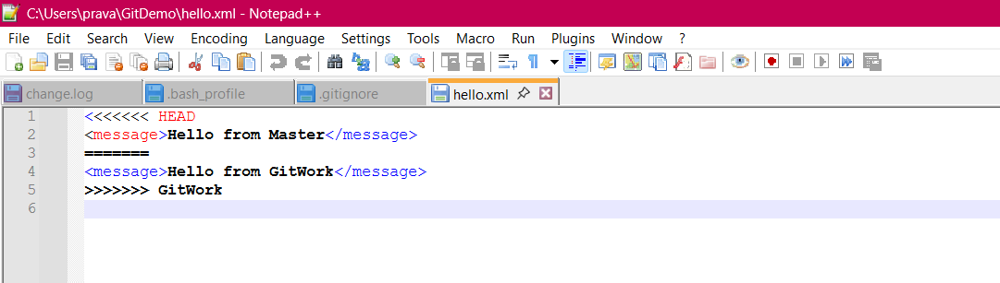 C:\Users\prava\GitDemo\hello.xml - Notepad++
File Edit Search View Encoding Language Settings Tools Macro Run Plugins Window ?
change.log .bash_profile .gitignore hello.xml
1 <<<<<<< HEAD
2 <message>Hello from Master</message>
3 =======
4 <message>Hello from GitWork</message>
5 >>>>>>> GitWork
6